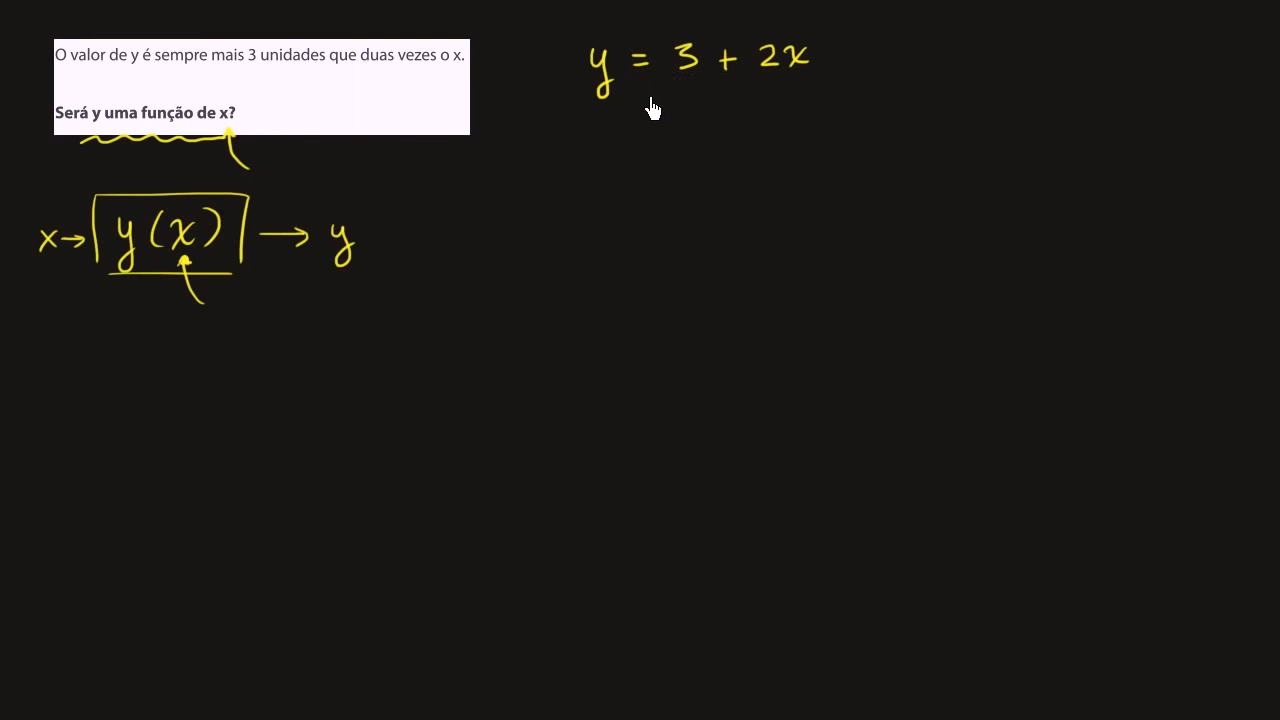 O valor de y é sempre mais 3 unidades que duas vezes o x.
Será y uma função de x?
y = 3 + 2x
x → y(x) → y